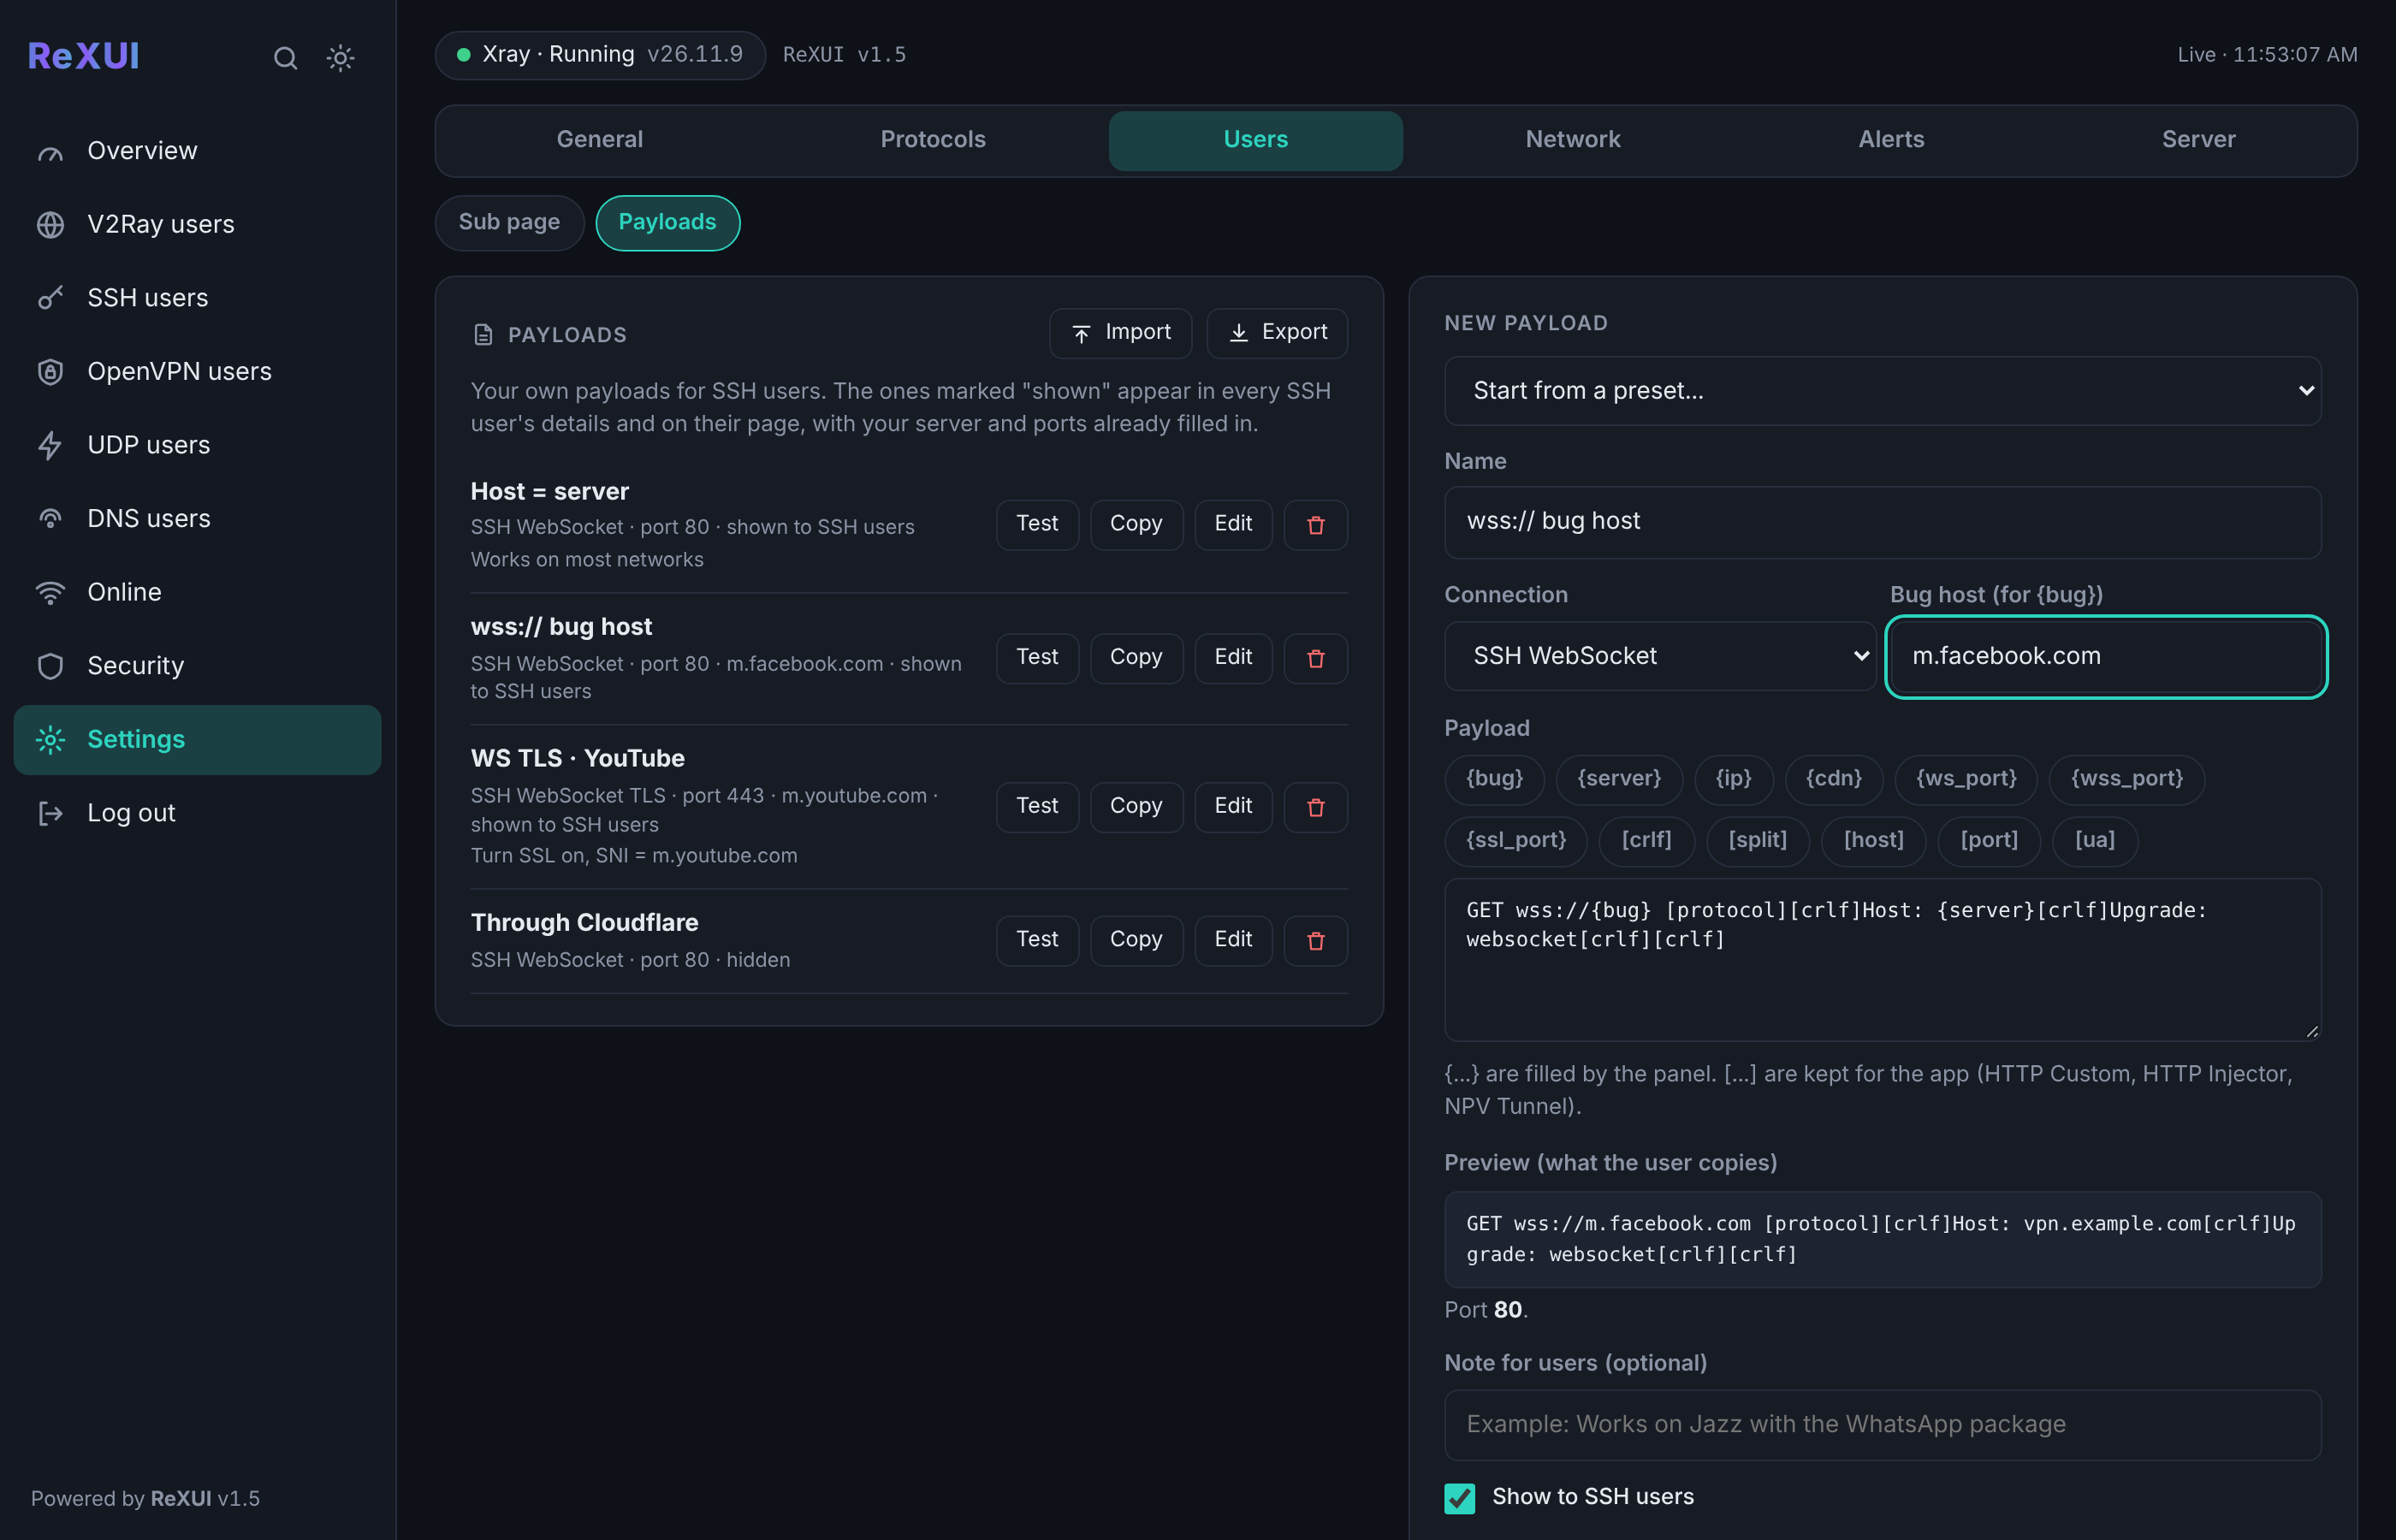 ReXUI
Overview
V2Ray users
SSH users
OpenVPN users
UDP users
DNS users
Online
Security
Settings
Log out
Powered by ReXUI v1.5
Xray · Running v26.11.9
ReXUI v1.5
Live · 11:53:07 AM
General
Protocols
Users
Network
Alerts
Server
Sub page
Payloads
PAYLOADS
Import
Export
Your own payloads for SSH users. The ones marked "shown" appear in every SSH
user's details and on their page, with your server and ports already filled in.
Host = server
SSH WebSocket · port 80 · shown to SSH users
Works on most networks
Test
Copy
Edit
wss:// bug host
SSH WebSocket · port 80 · m.facebook.com · shown
to SSH users
Test
Copy
Edit
WS TLS · YouTube
SSH WebSocket TLS · port 443 · m.youtube.com ·
shown to SSH users
Turn SSL on, SNI = m.youtube.com
Test
Copy
Edit
Through Cloudflare
SSH WebSocket · port 80 · hidden
Test
Copy
Edit
NEW PAYLOAD
Start from a preset...
Name
wss:// bug host
Connection
Bug host (for {bug})
SSH WebSocket
m.facebook.com
Payload
{bug}
{server}
{ip}
{cdn}
{ws_port}
{wss_port}
{ssl_port}
[crlf]
[split]
[host]
[port]
[ua]
GET wss://{bug} [protocol][crlf]Host: {server}[crlf]Upgrade:
websocket[crlf][crlf]
{...} are filled by the panel. [...] are kept for the app (HTTP Custom, HTTP Injector,
NPV Tunnel).
Preview (what the user copies)
GET wss://m.facebook.com [protocol][crlf]Host: vpn.example.com[crlf]Up
grade: websocket[crlf][crlf]
Port 80.
Note for users (optional)
Example: Works on Jazz with the WhatsApp package
Show to SSH users